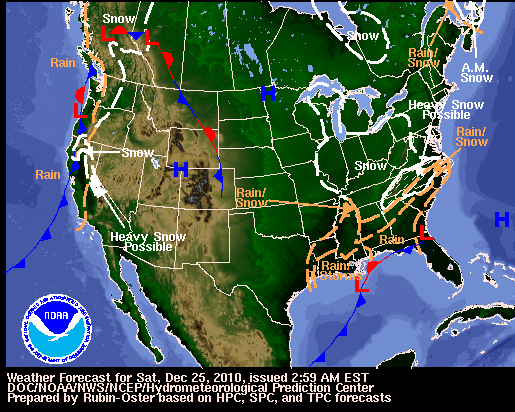 Snow
L
L
Rain
L
Rain
Snow
Heavy Snow
Possible
H
H
Snow
Rain/
Snow
A.M.
Snow
Heavy Snow
Possible
Rain/
Snow
Snow
Rain/
Snow
Rain
Rain/
L
L
H
NOAA
Weather Forecast for Sat, Dec 25, 2010, issued 2:59 AM EST
DOC/NOAA/NWS/NCEP/Hydrometeorological Prediction Center
Prepared by Rubin-Oster based on HPC, SPC, and TPC forecasts